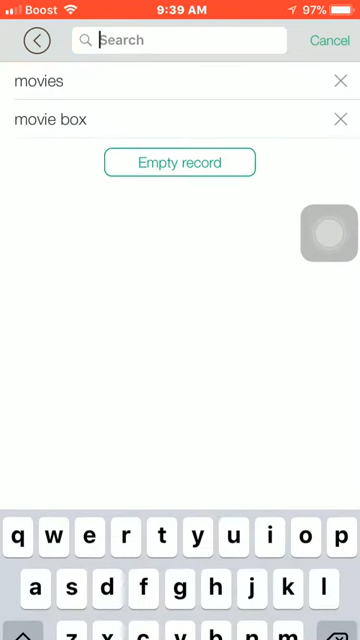 Boost 9:39 AM 97%
Search Cancel
movies
movie box
Empty record
q w e r t y u i o p
a s d f g h j k l
z x c v b n m